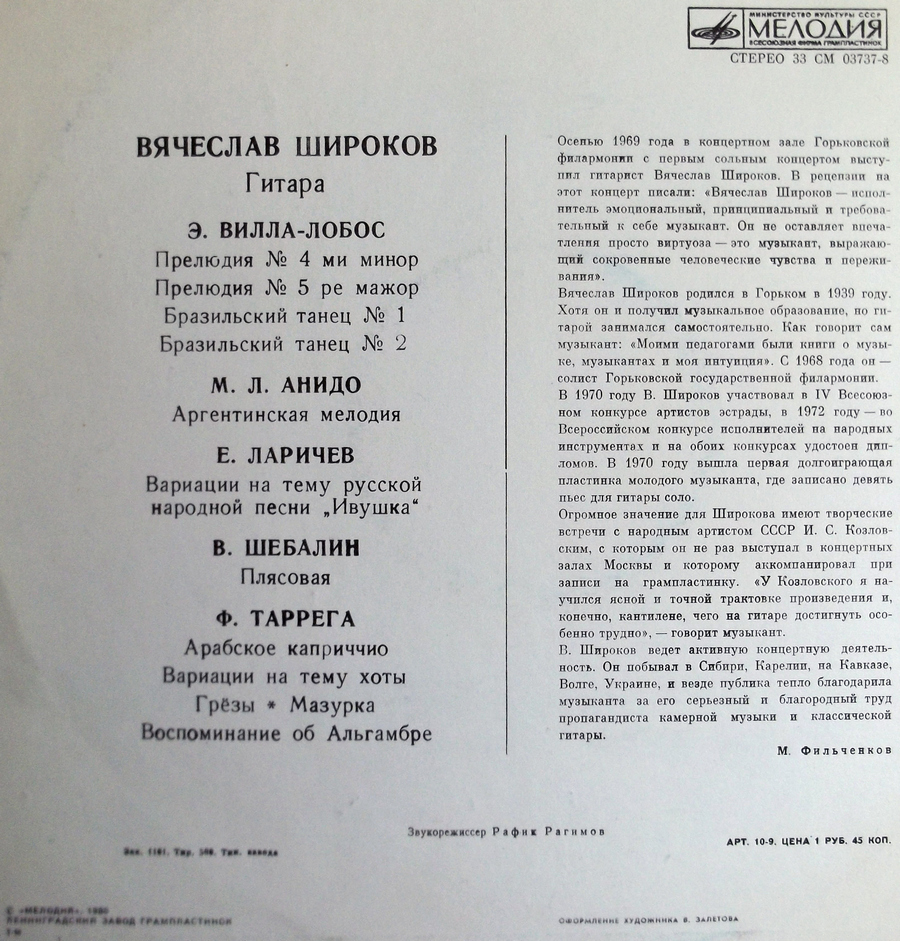 МИНИСТЕРСТВО КУЛЬТУРЫ СССР
МЕЛОДИЯ
ВСЕСОЮЗНАЯ ФИРМА ГРАМПЛАСТИНОК
СТЕРЕО 33 СМ 03737-8
ВЯЧЕСЛАВ ШИРОКОВ
Гитара
Э. ВИЛЛА-ЛОБОС
Прелюдия № 4 ми минор
Прелюдия № 5 ре мажор
Бразильский танец № 1
Бразильский танец № 2
М. Л. АНИДО
Аргентинская мелодия
Е. ЛАРИЧЕВ
Вариации на тему русской
народной песни „Ивушка“
В. ШЕБАЛИН
Плясовая
Ф. ТАРРЕГА
Арабское каприччио
Вариации на тему хоты
Грёзы * Мазурка
Воспоминание об Альгамбре
Осенью 1969 года в концертном зале Горьковской
филармонии с первым сольным концертом высту-
пил гитарист Вячеслав Широков. В рецензии на
этот концерт писали: «Вячеслав Широков — испол-
нитель эмоциональный, принципиальный и требова-
тельный к себе музыкант. Он не оставляет впеча-
тления просто виртуоза — это музыкант, выражаю-
щий сокровенные человеческие чувства и пережи-
вания».
Вячеслав Широков родился в Горьком в 1939 году.
Хотя он и получил музыкальное образование, но ги-
тарой занимался самостоятельно. Как говорит сам
музыкант: «Моими педагогами были книги о музы-
ке, музыкантах и моя интуиция». С 1968 года он —
солист Горьковской государственной филармонии.
В 1970 году В. Широков участвовал в IV Всесоюз-
ном конкурсе артистов эстрады, в 1972 году — во
Всероссийском конкурсе исполнителей на народных
инструментах и на обоих конкурсах удостоен дип-
ломов. В 1970 году вышла первая долгоиграющая
пластинка молодого музыканта, где записано девять
пьес для гитары соло.
Огромное значение для Широкова имеют творческие
встречи с народным артистом СССР И. С. Козлов-
ским, с которым он не раз выступал в концертных
залах Москвы и которому аккомпанировал при
записи на грампластинку. «У Козловского я на-
учился ясной и точной трактовке произведения и,
конечно, кантилене, чего на гитаре достигнуть осо-
бенно трудно», — говорит музыкант.
В. Широков ведет активную концертную деятель-
ность. Он побывал в Сибири, Карелии, на Кавказе,
Волге, Украине, и везде публика тепло благодарила
музыканта за его серьезный и благородный труд
пропагандиста камерной музыки и классической
гитары.
М. Фильченков
Звукорежиссер Рафик Рагимов
АРТ. 10-9. ЦЕНА 1 РУБ. 45 КОП.
Зак. 1181. Тир. Тип. завода
© «МЕЛОДИЯ», 1980
ЛЕНИНГРАДСКИЙ ЗАВОД ГРАМПЛАСТИНОК
ОФОРМЛЕНИЕ ХУДОЖНИКА В. ЗАЛЕТОВА